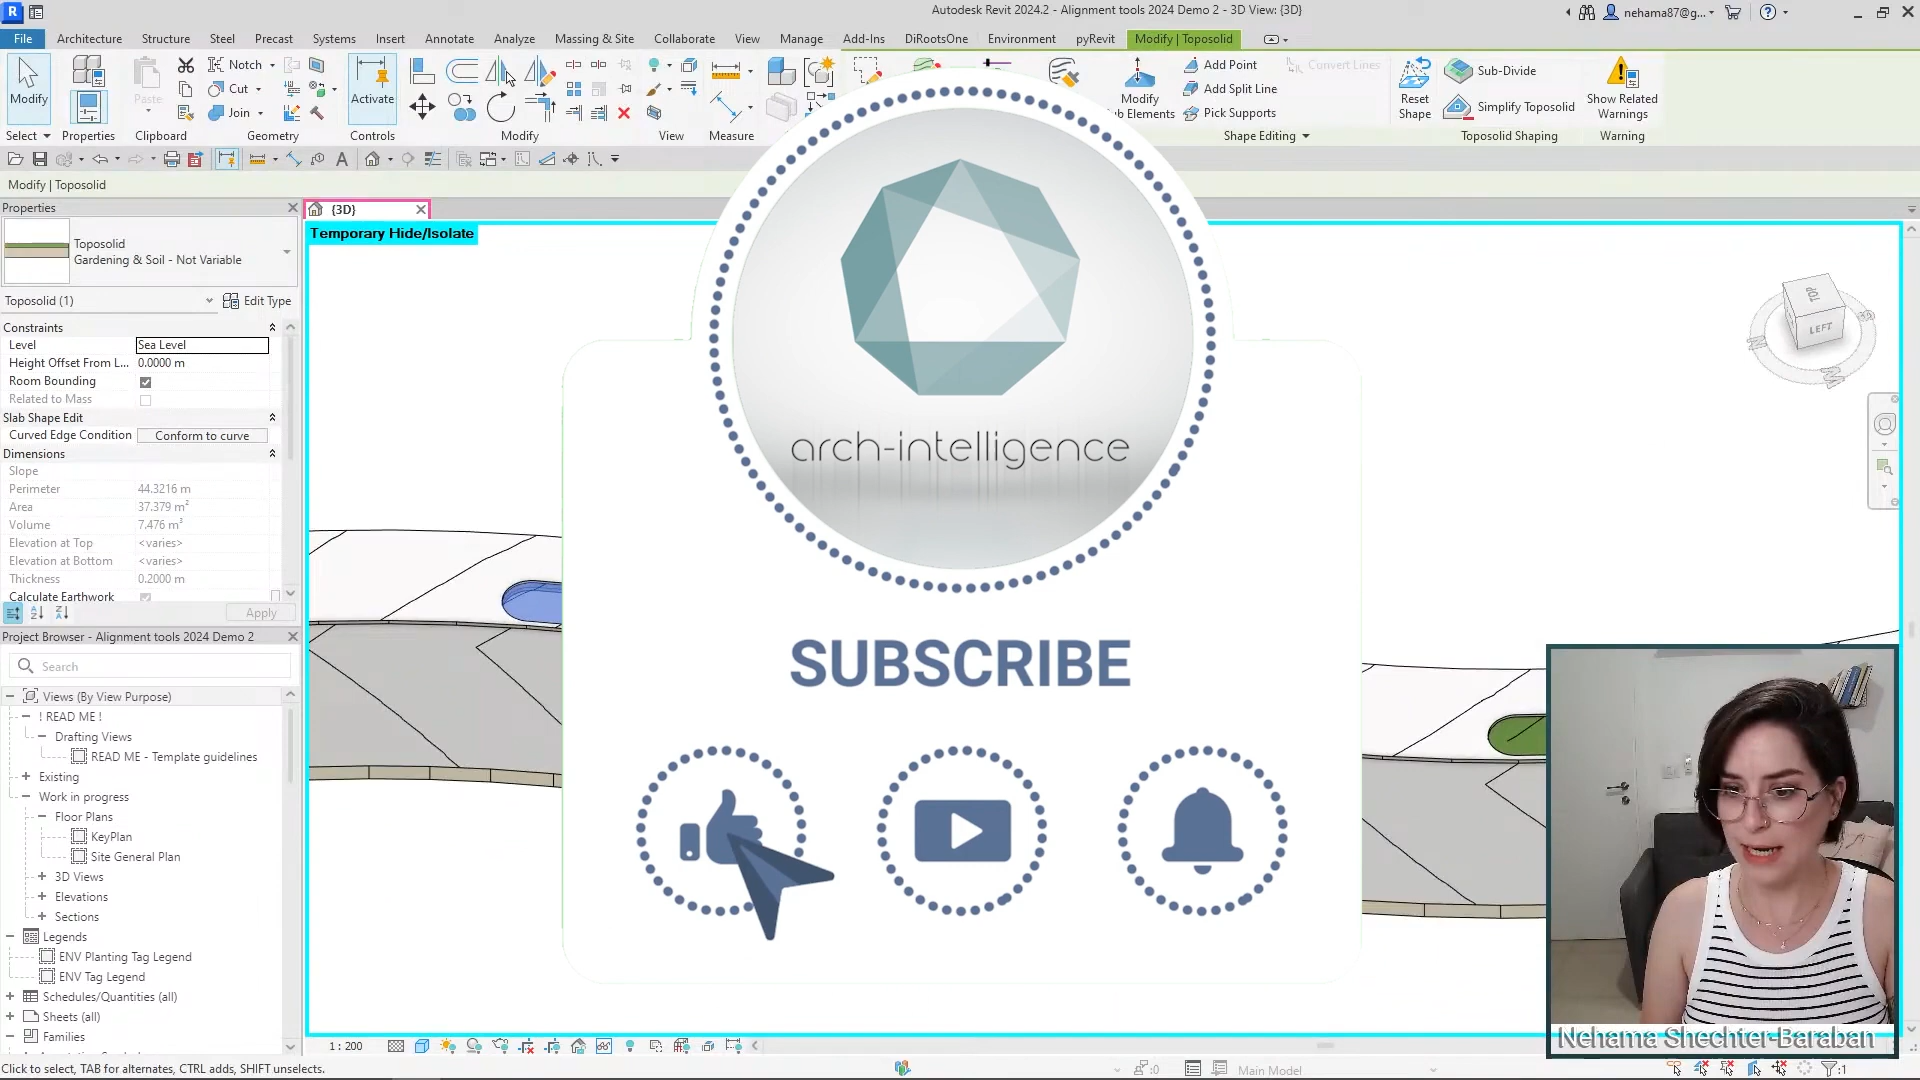 Autodesk Revit 2024.2 - Alignment tools 2024 Demo 2 - 3D View: {3D}
nehama87@g...
File Architecture Structure Steel Precast Systems Insert Annotate Analyze Massing & Site Collaborate View Manage Add-Ins DiRootsOne Environment pyRevit Modify | Toposolid
Modify
Paste
Notch
Cut
Join
Activate
Modify
Sub Elements
Add Point
Convert Lines
Add Split Line
Pick Supports
Reset
Shape
Sub-Divide
Simplify Toposolid
Show Related
Warnings
Select Properties Clipboard Geometry Controls Modify View Measure Shape Editing Toposolid Shaping Warning
Modify | Toposolid
Properties
{3D}
Temporary Hide/Isolate
Toposolid
Gardening & Soil - Not Variable
Toposolid (1)
Edit Type
Constraints
Level Sea Level
Height Offset From L... 0.0000 m
Room Bounding
Related to Mass
Slab Shape Edit
Curved Edge Condition Conform to curve
Dimensions
Slope
Perimeter 44.3216 m
Area 37.379 m²
Volume 7.476 m³
Elevation at Top <varies>
Elevation at Bottom <varies>
Thickness 0.2000 m
Calculate Earthwork
Apply
Project Browser - Alignment tools 2024 Demo 2
Search
Views (By View Purpose)
! READ ME !
Drafting Views
READ ME - Template guidelines
Existing
Work in progress
Floor Plans
KeyPlan
Site General Plan
3D Views
Elevations
Sections
Legends
ENV Planting Tag Legend
ENV Tag Legend
Schedules/Quantities (all)
Sheets (all)
Families
TOP
LEFT
arch-intelligence
SUBSCRIBE
Nehama Shechter-Baraban
1 : 200
Click to select, TAB for alternates, CTRL adds, SHIFT unselects.
:0
Main Model
:1